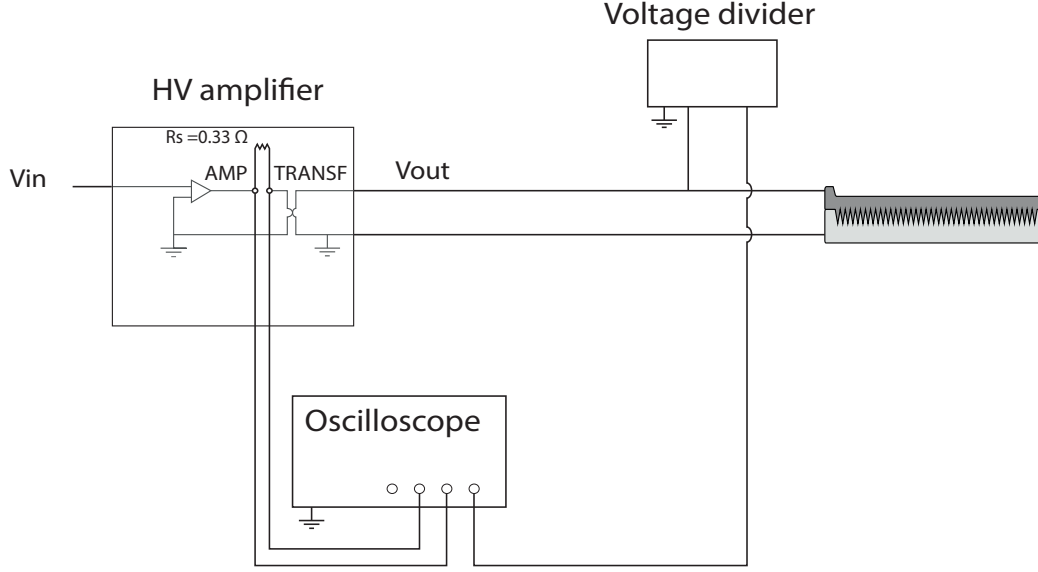 Voltage divider
HV amplifier
Rs =0.33 Ω
AMP
TRANSF
Vin
Vout
Oscilloscope